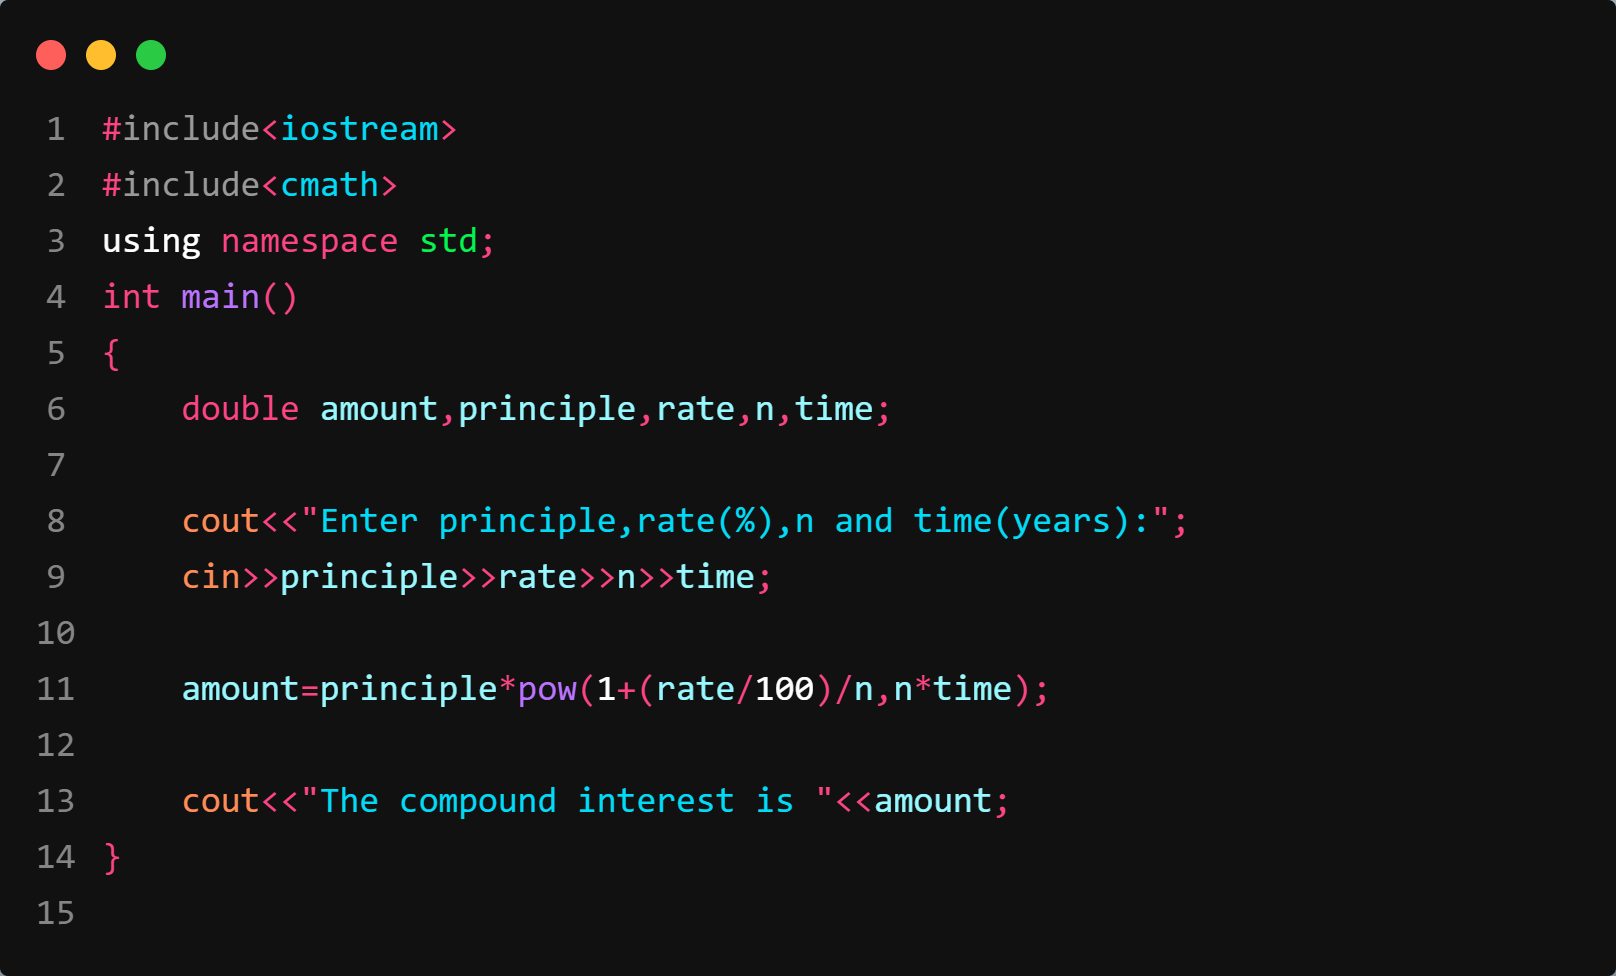 1 #include<iostream>
2 #include<cmath>
3 using namespace std;
4 int main()
5 {
6     double amount,principle,rate,n,time;
7
8     cout<<"Enter principle,rate(%),n and time(years):";
9     cin>>principle>>rate>>n>>time;
10
11     amount=principle*pow(1+(rate/100)/n,n*time);
12
13     cout<<"The compound interest is "<<amount;
14 }
15